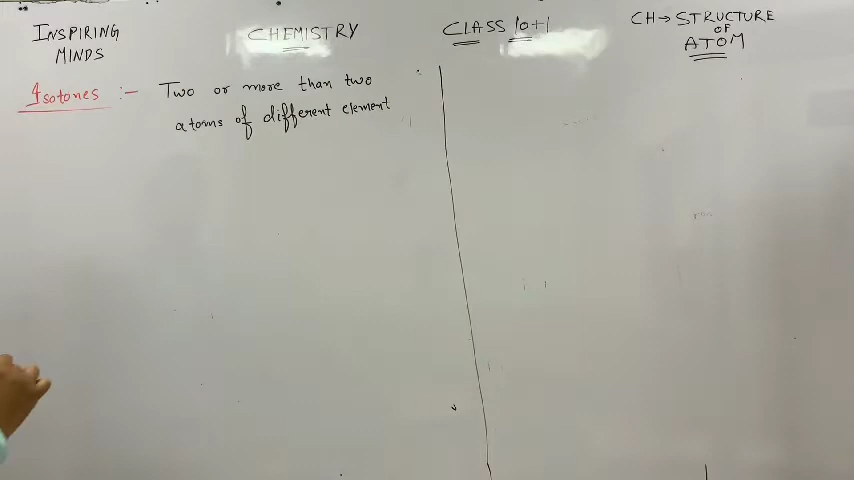 INSPIRING
MINDS
CHEMISTRY
CLASS 10+1
CH→ STRUCTURE
OF
ATOM
Isotones :- Two or more than two
atoms of different element